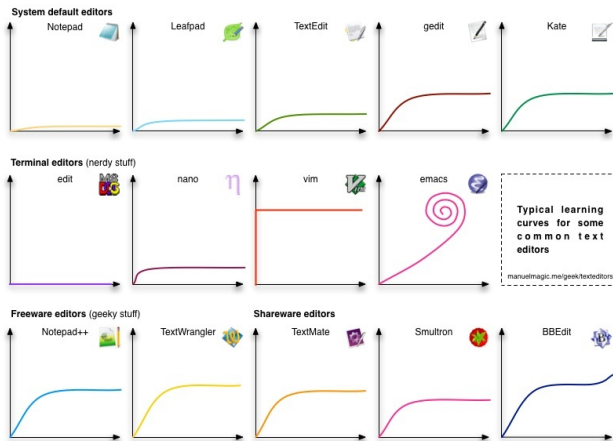 System default editors
Notepad
Leafpad
TextEdit
gedit
Kate
Terminal editors (nerdy stuff)
edit
nano
η
vim
emacs
Typical learning
curves for some
common text
editors
manuelmagic.me/geek/texteditors
Freeware editors (geeky stuff)
Shareware editors
Notepad++
TextWrangler
TextMate
Smultron
BBEdit